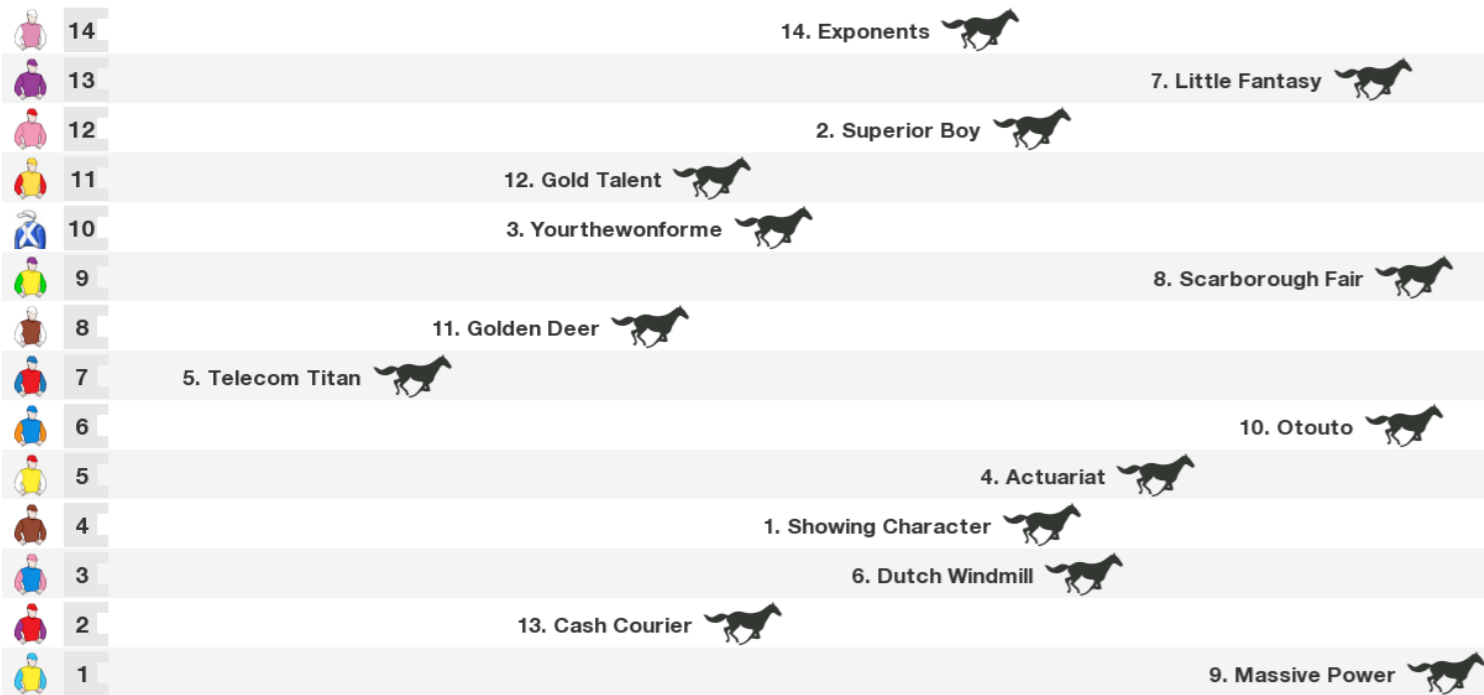 14 14. Exponents
13 7. Little Fantasy
12 2. Superior Boy
11 12. Gold Talent
10 3. Yourthewonforme
9 8. Scarborough Fair
8 11. Golden Deer
7 5. Telecom Titan
6 10. Otouto
5 4. Actuariat
4 1. Showing Character
3 6. Dutch Windmill
2 13. Cash Courier
1 9. Massive Power